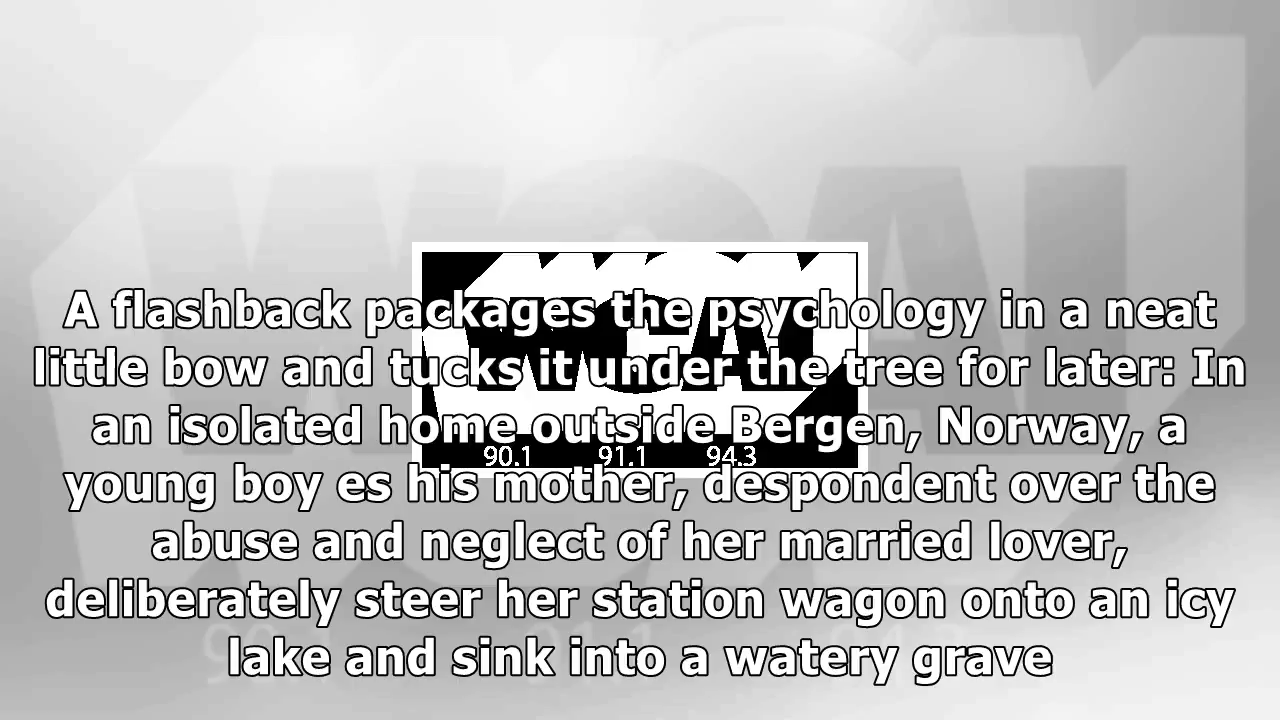 WCAI
A flashback packages the psychology in a neat
little bow and tucks it under the tree for later: In
an isolated home outside Bergen, Norway, a
90.1 91.1 94.3
young boy es his mother, despondent over the
abuse and neglect of her married lover,
deliberately steer her station wagon onto an icy
lake and sink into a watery grave